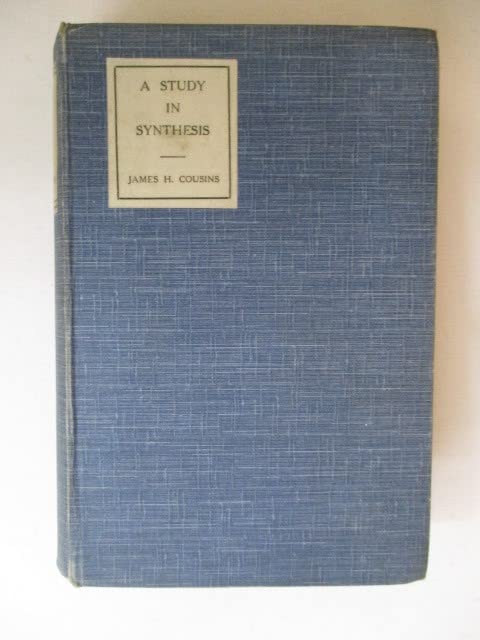 A STUDY
IN
SYNTHESIS
JAMES H. COUSINS